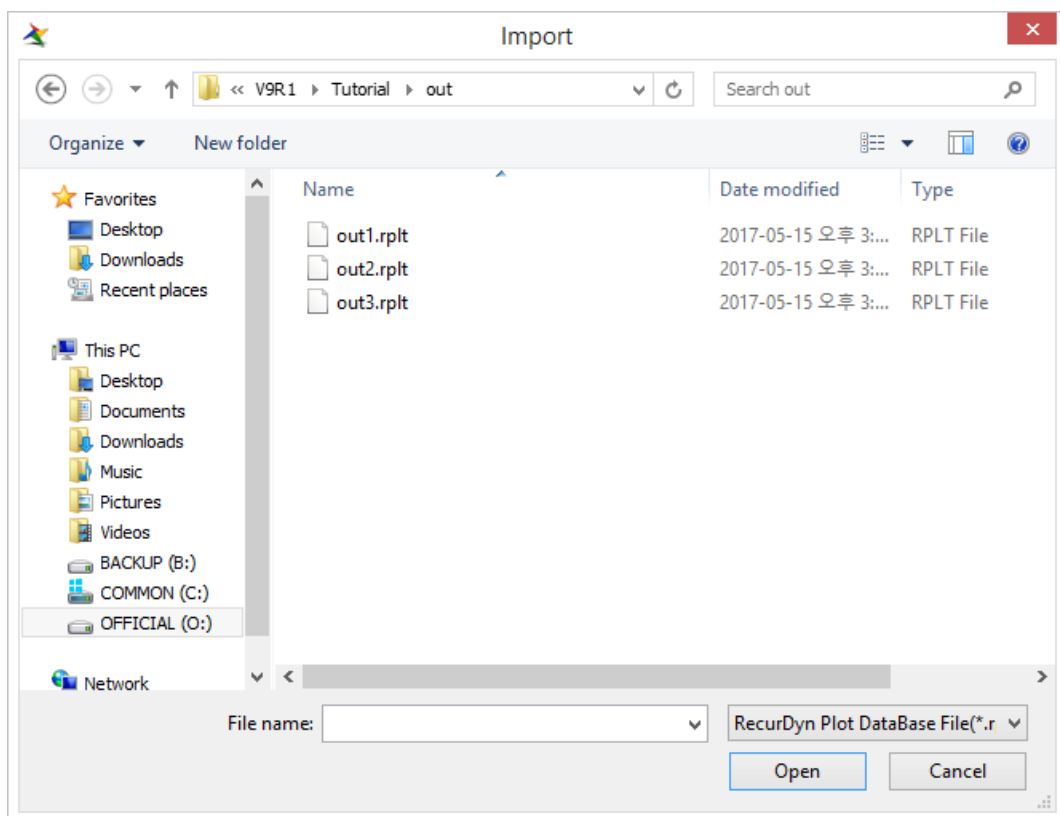 Import
« V9R1 Tutorial out
Search out
Organize
New folder
Favorites
Desktop
Downloads
Recent places
This PC
Desktop
Documents
Downloads
Music
Pictures
Videos
BACKUP (B:)
COMMON (C:)
OFFICIAL (O:)
Network
Name Date modified Type
out1.rplt 2017-05-15 오후 3:... RPLT File
out2.rplt 2017-05-15 오후 3:... RPLT File
out3.rplt 2017-05-15 오후 3:... RPLT File
File name:
RecurDyn Plot DataBase File(*.r
Open
Cancel